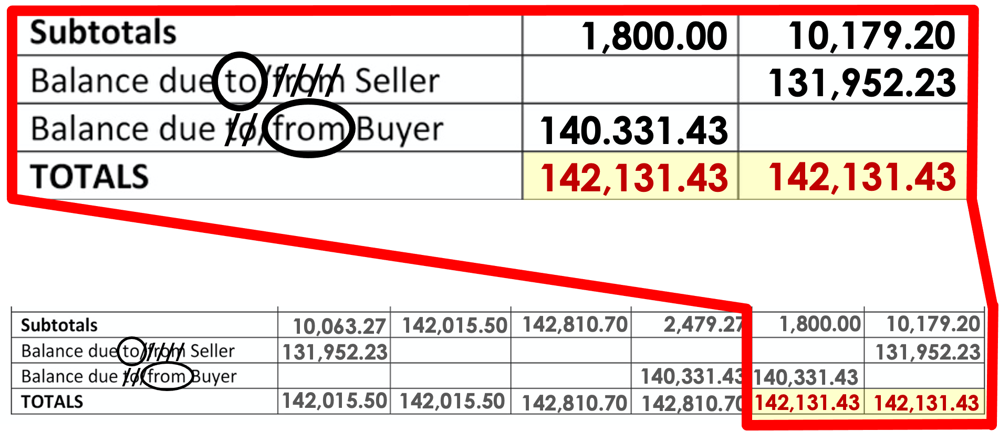 Subtotals 1,800.00 10,179.20
Balance due to/from Seller 131,952.23
Balance due to/from Buyer 140.331.43
TOTALS 142,131.43 142,131.43
Subtotals 10,063.27 142,015.50 142,810.70 2,479.27 1,800.00 10,179.20
Balance due to/from Seller 131,952.23 131,952.23
Balance due to/from Buyer 140,331.43 140,331.43
TOTALS 142,015.50 142,015.50 142,810.70 142,810.70 142,131.43 142,131.43